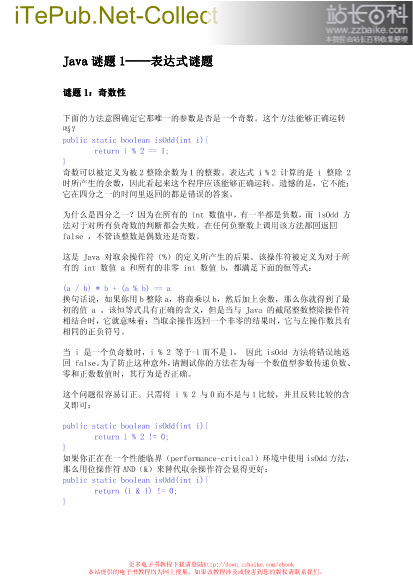 iTePub.Net-Collect
站长百科
www.zzbaike.com
Java谜题1——表达式谜题
谜题1：奇数性
下面的方法意图确定它那唯一的参数是否是一个奇数。这个方法能够正确运转
吗？
public static boolean isOdd(int i){
return i % 2 == 1;
}
奇数可以被定义为被2整除余数为1的整数。表达式 i % 2 计算的是 i 整除 2
时所产生的余数，因此看起来这个程序应该能够正确运转。遗憾的是，它不能；
它在四分之一的时间里返回的都是错误的答案。
为什么是四分之一？因为在所有的 int 数值中，有一半都是负数，而 isOdd 方
法对于对所有负奇数的判断都会失败。在任何负整数上调用该方法都回返回
false ，不管该整数是偶数还是奇数。
这是 Java 对取余操作符（%）的定义所产生的后果。该操作符被定义为对于所
有的 int 数值 a 和所有的非零 int 数值 b，都满足下面的恒等式：
(a / b) * b + (a % b) == a
换句话说，如果你用b整除a，将商乘以b，然后加上余数，那么你就得到了最
初的值 a 。该恒等式具有正确的含义，但是当与 Java 的截尾整数整除操作符
相结合时，它就意味着：当取余操作返回一个非零的结果时，它与左操作数具有
相同的正负符号。
当 i 是一个负奇数时，i % 2 等于-1而不是1， 因此 isOdd 方法将错误地返
回 false。为了防止这种意外，请测试你的方法在为每一个数值型参数传递负数、
零和正数数值时，其行为是否正确。
这个问题很容易订正。只需将 i % 2 与0而不是与1比较，并且反转比较的含
义即可：
public static boolean isOdd(int i){
return i % 2 != 0;
}
如果你正在在一个性能临界（performance-critical）环境中使用 isOdd方法，
那么用位操作符AND（&）来替代取余操作符会显得更好：
public static boolean isOdd(int i){
return (i & 1) != 0;
}
更多电子教程下载请登陆http://down.zzbaike.com/ebook
本站提供的电子书教程均为网上搜集，如果该教程涉及或侵害到您的版权请联系我们。